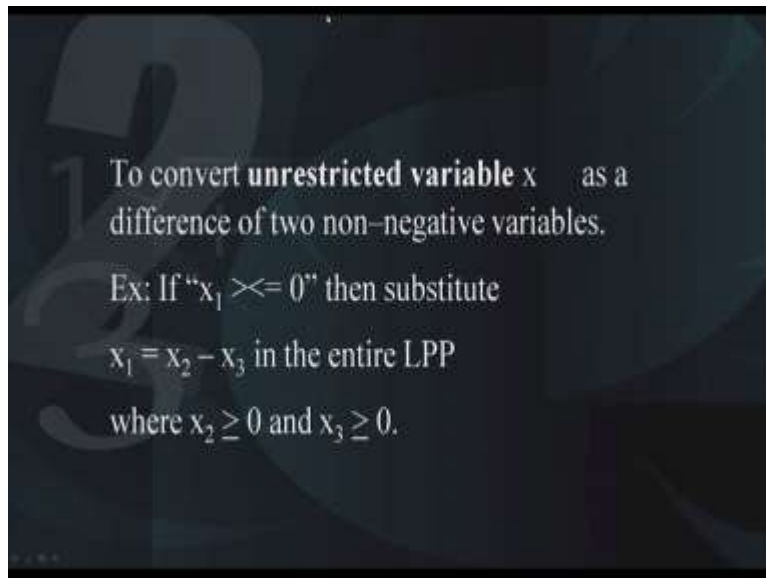 To convert unrestricted variable x as a
difference of two non–negative variables.
Ex: If “x₁ ><= 0” then substitute
x₁ = x₂ – x₃ in the entire LPP
where x₂ ≥ 0 and x₃ ≥ 0.